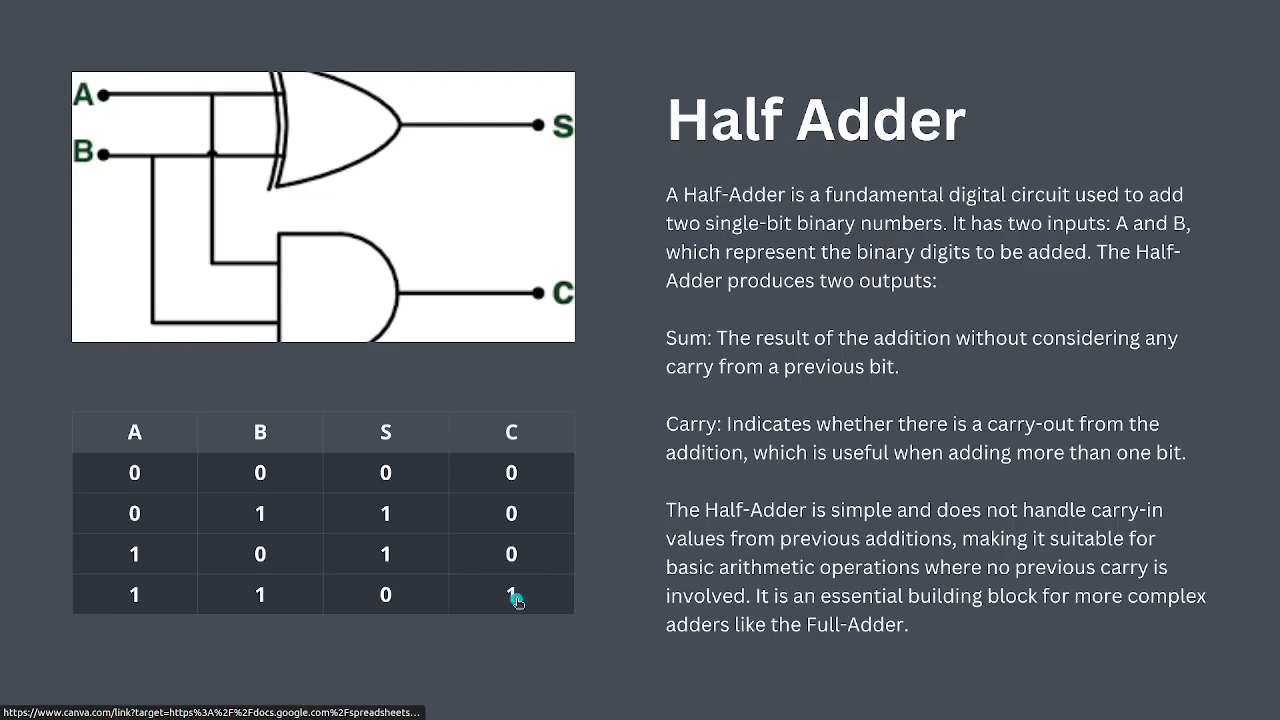 A
S
B
C
Half Adder
A Half-Adder is a fundamental digital circuit used to add
two single-bit binary numbers. It has two inputs: A and B,
which represent the binary digits to be added. The Half-
Adder produces two outputs:
Sum: The result of the addition without considering any
carry from a previous bit.
Carry: Indicates whether there is a carry-out from the
addition, which is useful when adding more than one bit.
The Half-Adder is simple and does not handle carry-in
values from previous additions, making it suitable for
basic arithmetic operations where no previous carry is
involved. It is an essential building block for more complex
adders like the Full-Adder.
A B S C
0 0 0 0
0 1 1 0
1 0 1 0
1 1 0 1
https://www.canva.com/link?target=https%3A%2F%2Fdocs.google.com%2Fspreadsheets...